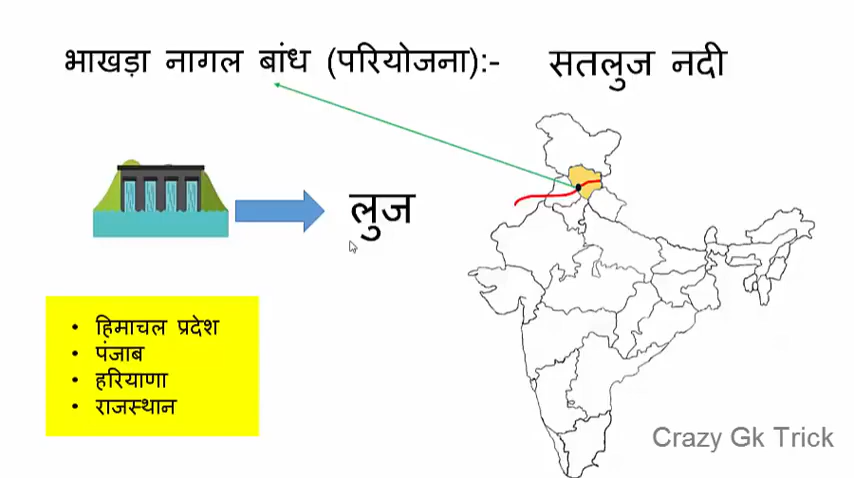 भाखड़ा नागल बांध (परियोजना):- सतलुज नदी
लुज
• हिमाचल प्रदेश
• पंजाब
• हरियाणा
• राजस्थान
Crazy Gk Trick